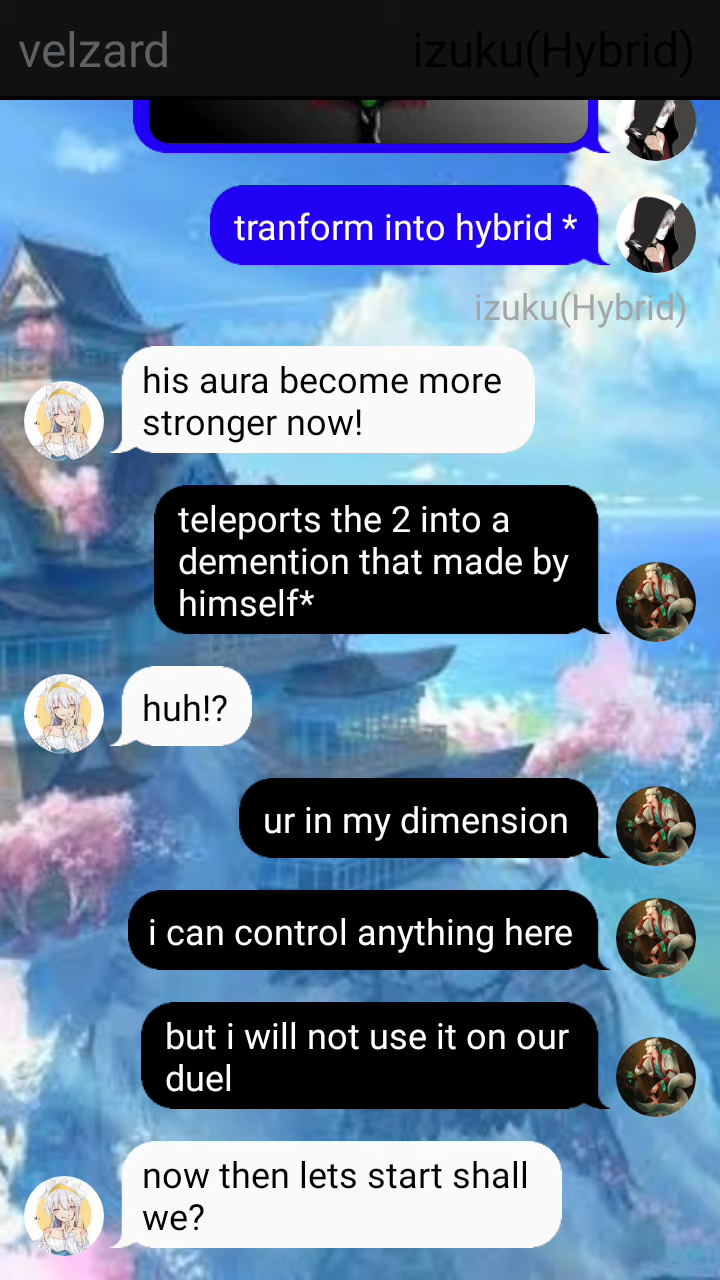 velzard izuku(Hybrid)
tranform into hybrid *
izuku(Hybrid)
his aura become more
stronger now!
teleports the 2 into a
demention that made by
himself*
huh!?
ur in my dimension
i can control anything here
but i will not use it on our
duel
now then lets start shall
we?